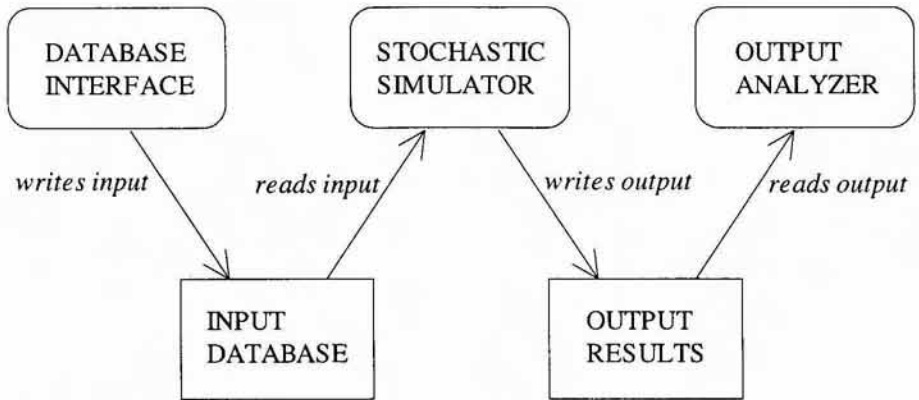 DATABASE
INTERFACE
STOCHASTIC
SIMULATOR
OUTPUT
ANALYZER
writes input
reads input
writes output
reads output
INPUT
DATABASE
OUTPUT
RESULTS